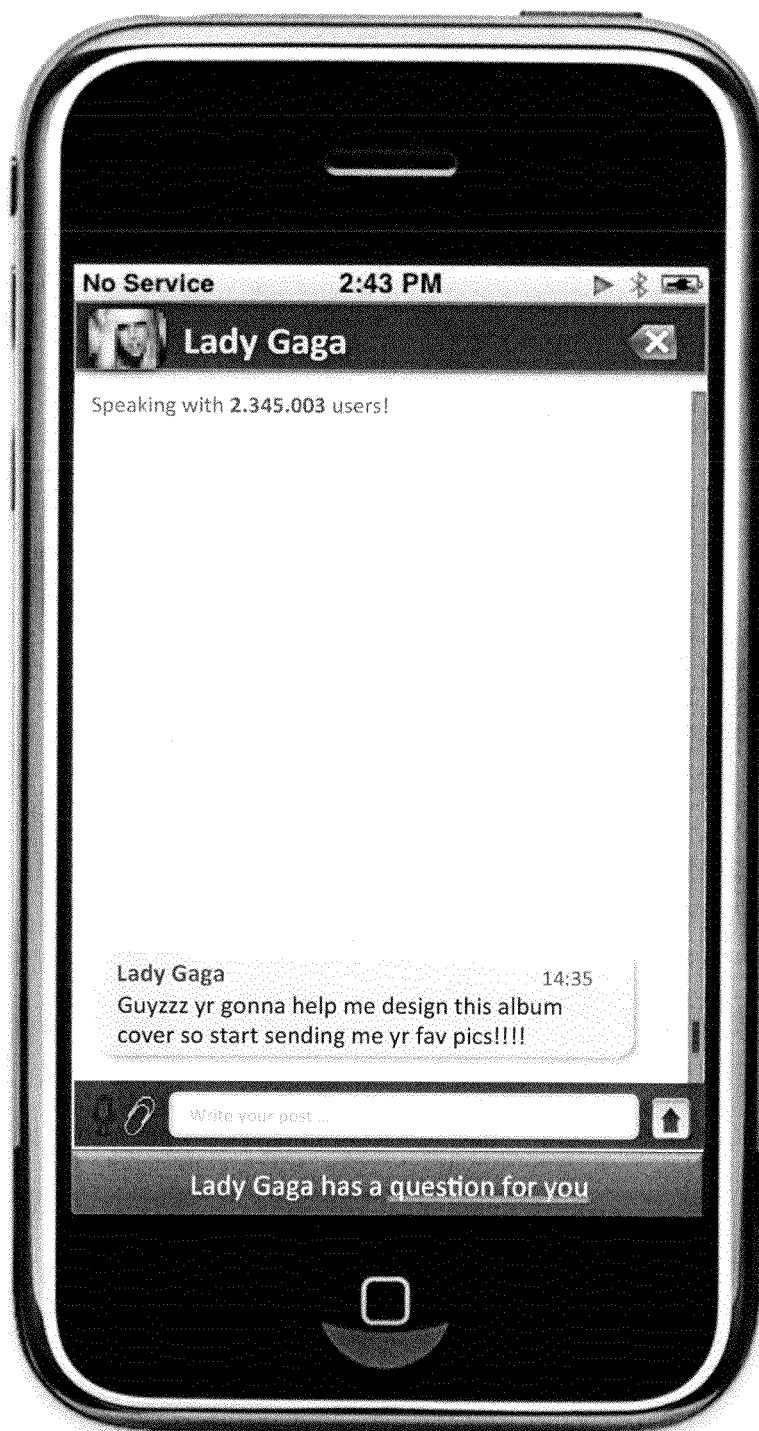 No Service 2:43 PM
Lady Gaga
Speaking with 2.345.003 users!
Lady Gaga 14:35
Guyzzz yr gonna help me design this album
cover so start sending me yr fav pics!!!!
Write your post ...
Lady Gaga has a question for you